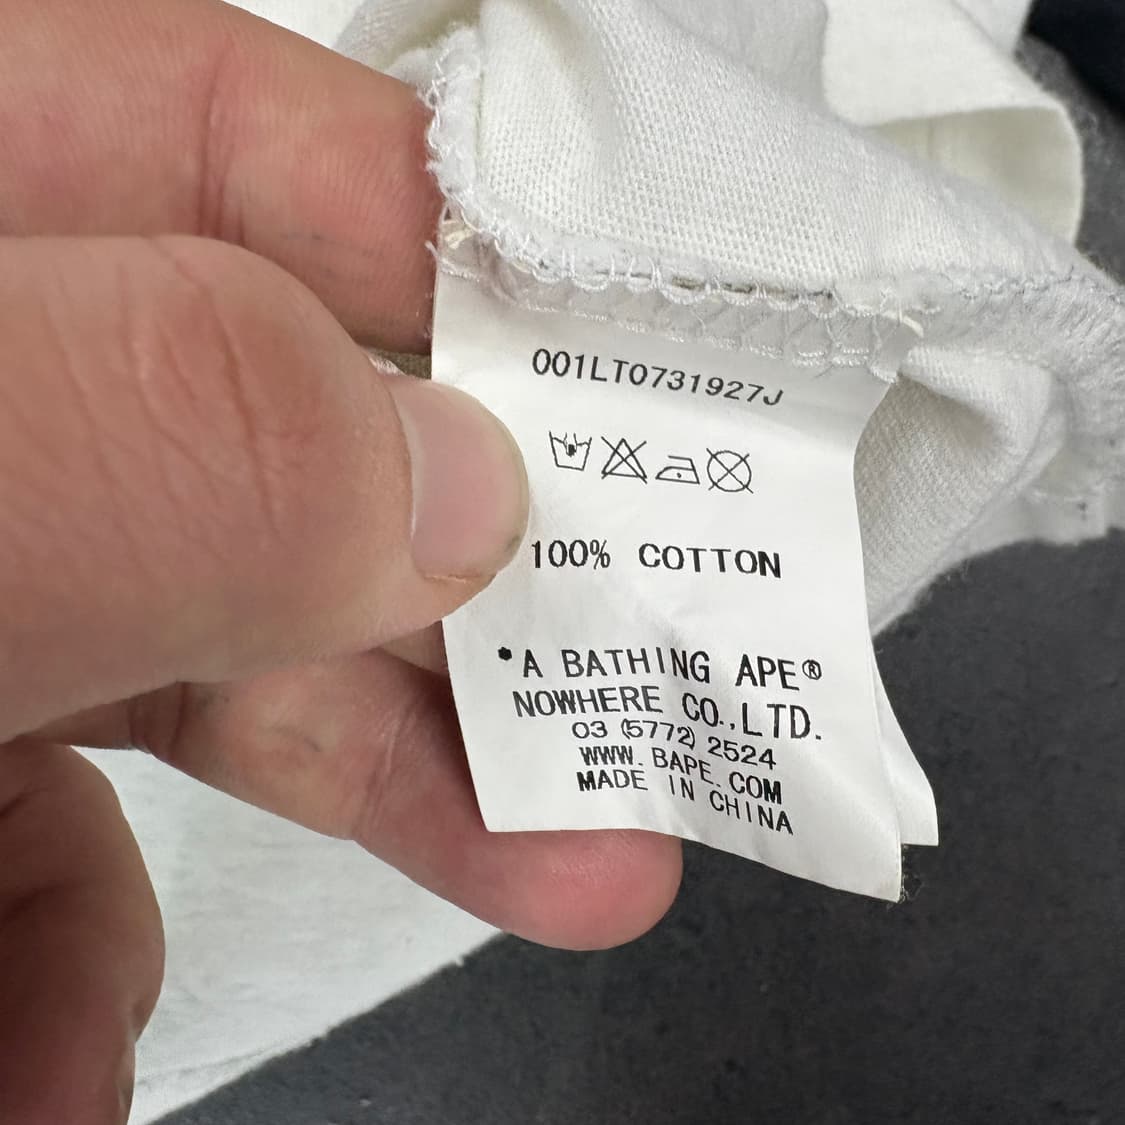 001LT0731927J
100% COTTON
*A BATHING APE®
NOWHERE CO.,LTD.
03 (5772) 2524
WWW. BAPE. COM
MADE IN CHINA